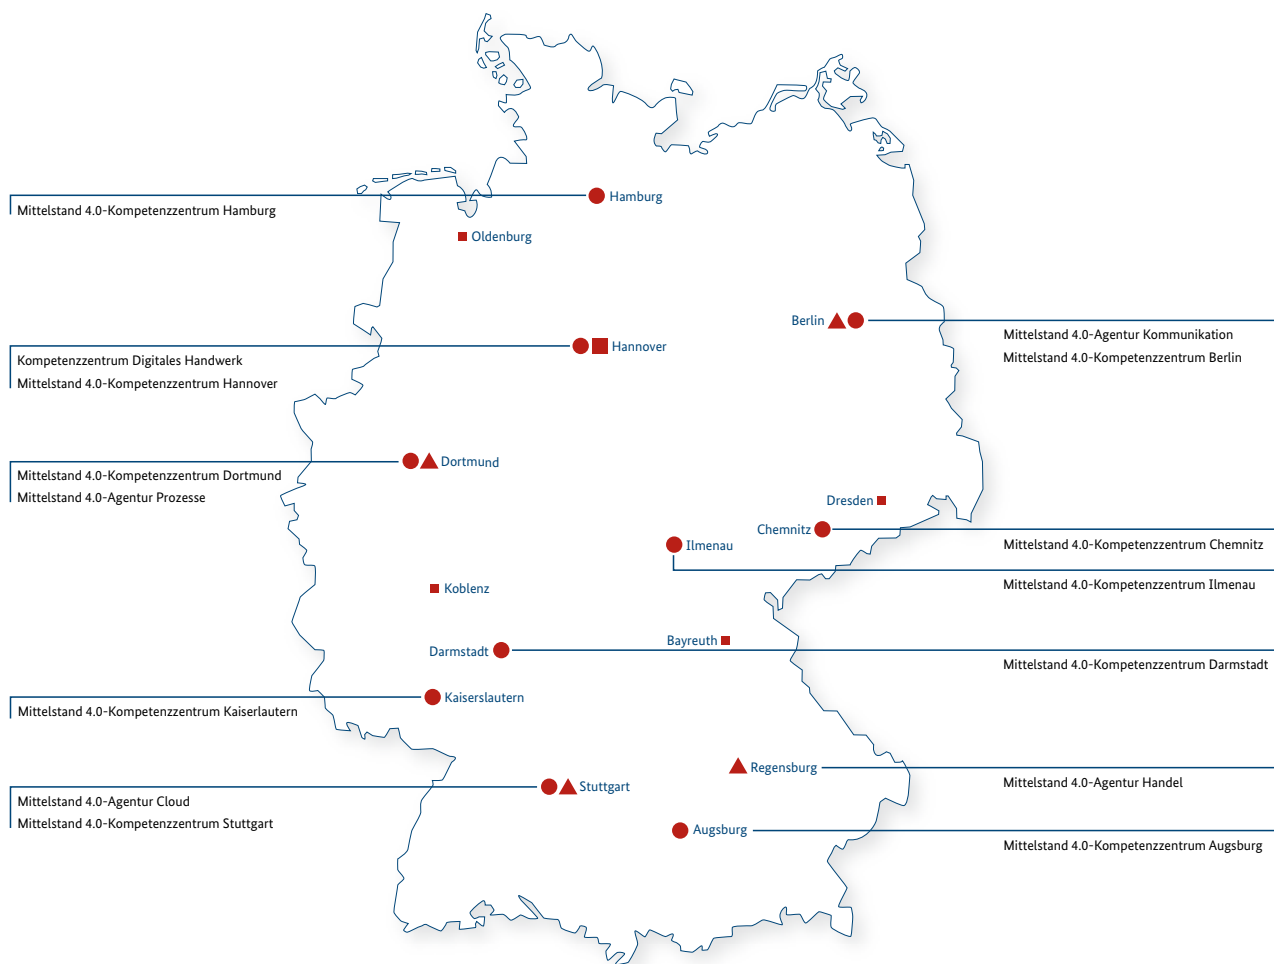 Hamburg
Mittelstand 4.0-Kompetenzzentrum Hamburg
Oldenburg
Berlin
Mittelstand 4.0-Agentur Kommunikation
Mittelstand 4.0-Kompetenzzentrum Berlin
Hannover
Kompetenzzentrum Digitales Handwerk
Mittelstand 4.0-Kompetenzzentrum Hannover
Dortmund
Mittelstand 4.0-Kompetenzzentrum Dortmund
Mittelstand 4.0-Agentur Prozesse
Dresden
Chemnitz
Mittelstand 4.0-Kompetenzzentrum Chemnitz
Ilmenau
Mittelstand 4.0-Kompetenzzentrum Ilmenau
Koblenz
Bayreuth
Darmstadt
Mittelstand 4.0-Kompetenzzentrum Darmstadt
Kaiserslautern
Mittelstand 4.0-Kompetenzzentrum Kaiserlautern
Regensburg
Mittelstand 4.0-Agentur Handel
Stuttgart
Mittelstand 4.0-Agentur Cloud
Mittelstand 4.0-Kompetenzzentrum Stuttgart
Augsburg
Mittelstand 4.0-Kompetenzzentrum Augsburg